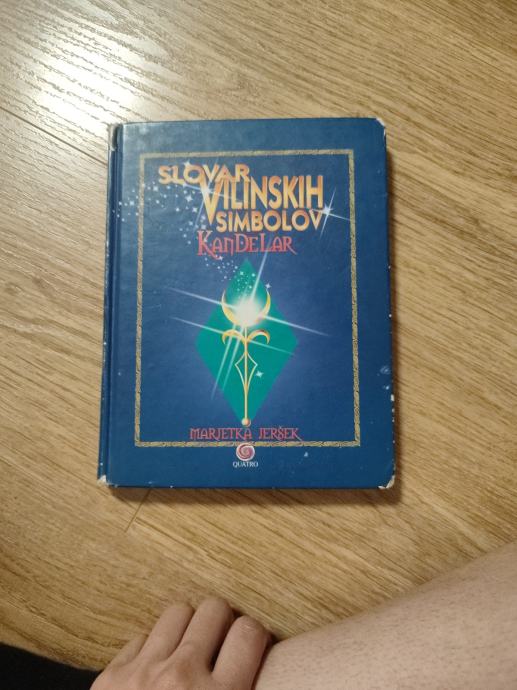 SLOVAR
VILINSKIH
SIMBOLOV
KANDELAR
MARJETKA JERŠEK
QUATRO